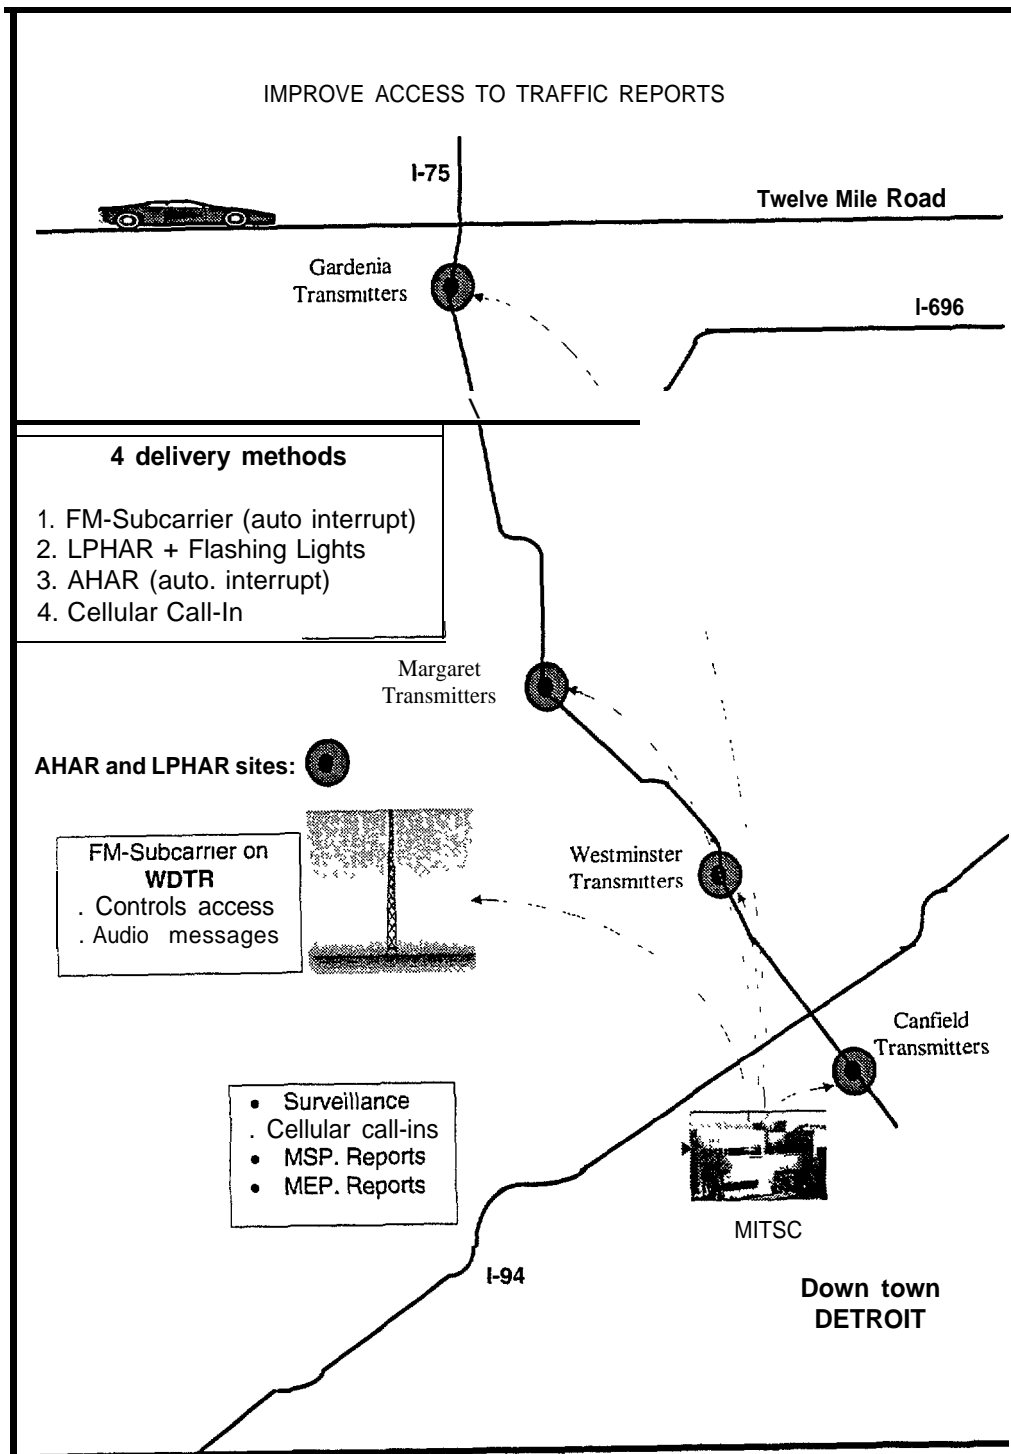 IMPROVE ACCESS TO TRAFFIC REPORTS
I-75
Twelve Mile Road
Gardenia
Transmitters
I-696
4 delivery methods
1. FM-Subcarrier (auto interrupt)
2. LPHAR + Flashing Lights
3. AHAR (auto. interrupt)
4. Cellular Call-In
Margaret
Transmitters
AHAR and LPHAR sites:
FM-Subcarrier on
WDTR
. Controls access
. Audio messages
Westminster
Transmitters
Canfield
Transmitters
• Surveillance
. Cellular call-ins
• MSP. Reports
• MEP. Reports
MITSC
I-94
Down town
DETROIT